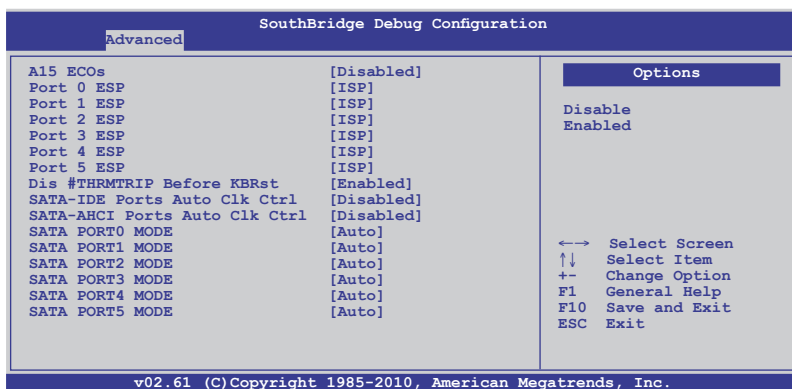 SouthBridge Debug Configuration
Advanced
A15 ECOs [Disabled]
Port 0 ESP [ISP]
Port 1 ESP [ISP]
Port 2 ESP [ISP]
Port 3 ESP [ISP]
Port 4 ESP [ISP]
Port 5 ESP [ISP]
Dis #THRMTRIP Before KBRst [Enabled]
SATA-IDE Ports Auto Clk Ctrl [Disabled]
SATA-AHCI Ports Auto Clk Ctrl [Disabled]
SATA PORT0 MODE [Auto]
SATA PORT1 MODE [Auto]
SATA PORT2 MODE [Auto]
SATA PORT3 MODE [Auto]
SATA PORT4 MODE [Auto]
SATA PORT5 MODE [Auto]
Options
Disable
Enabled
←→ Select Screen
↑↓ Select Item
+- Change Option
F1 General Help
F10 Save and Exit
ESC Exit
v02.61 (C)Copyright 1985-2010, American Megatrends, Inc.